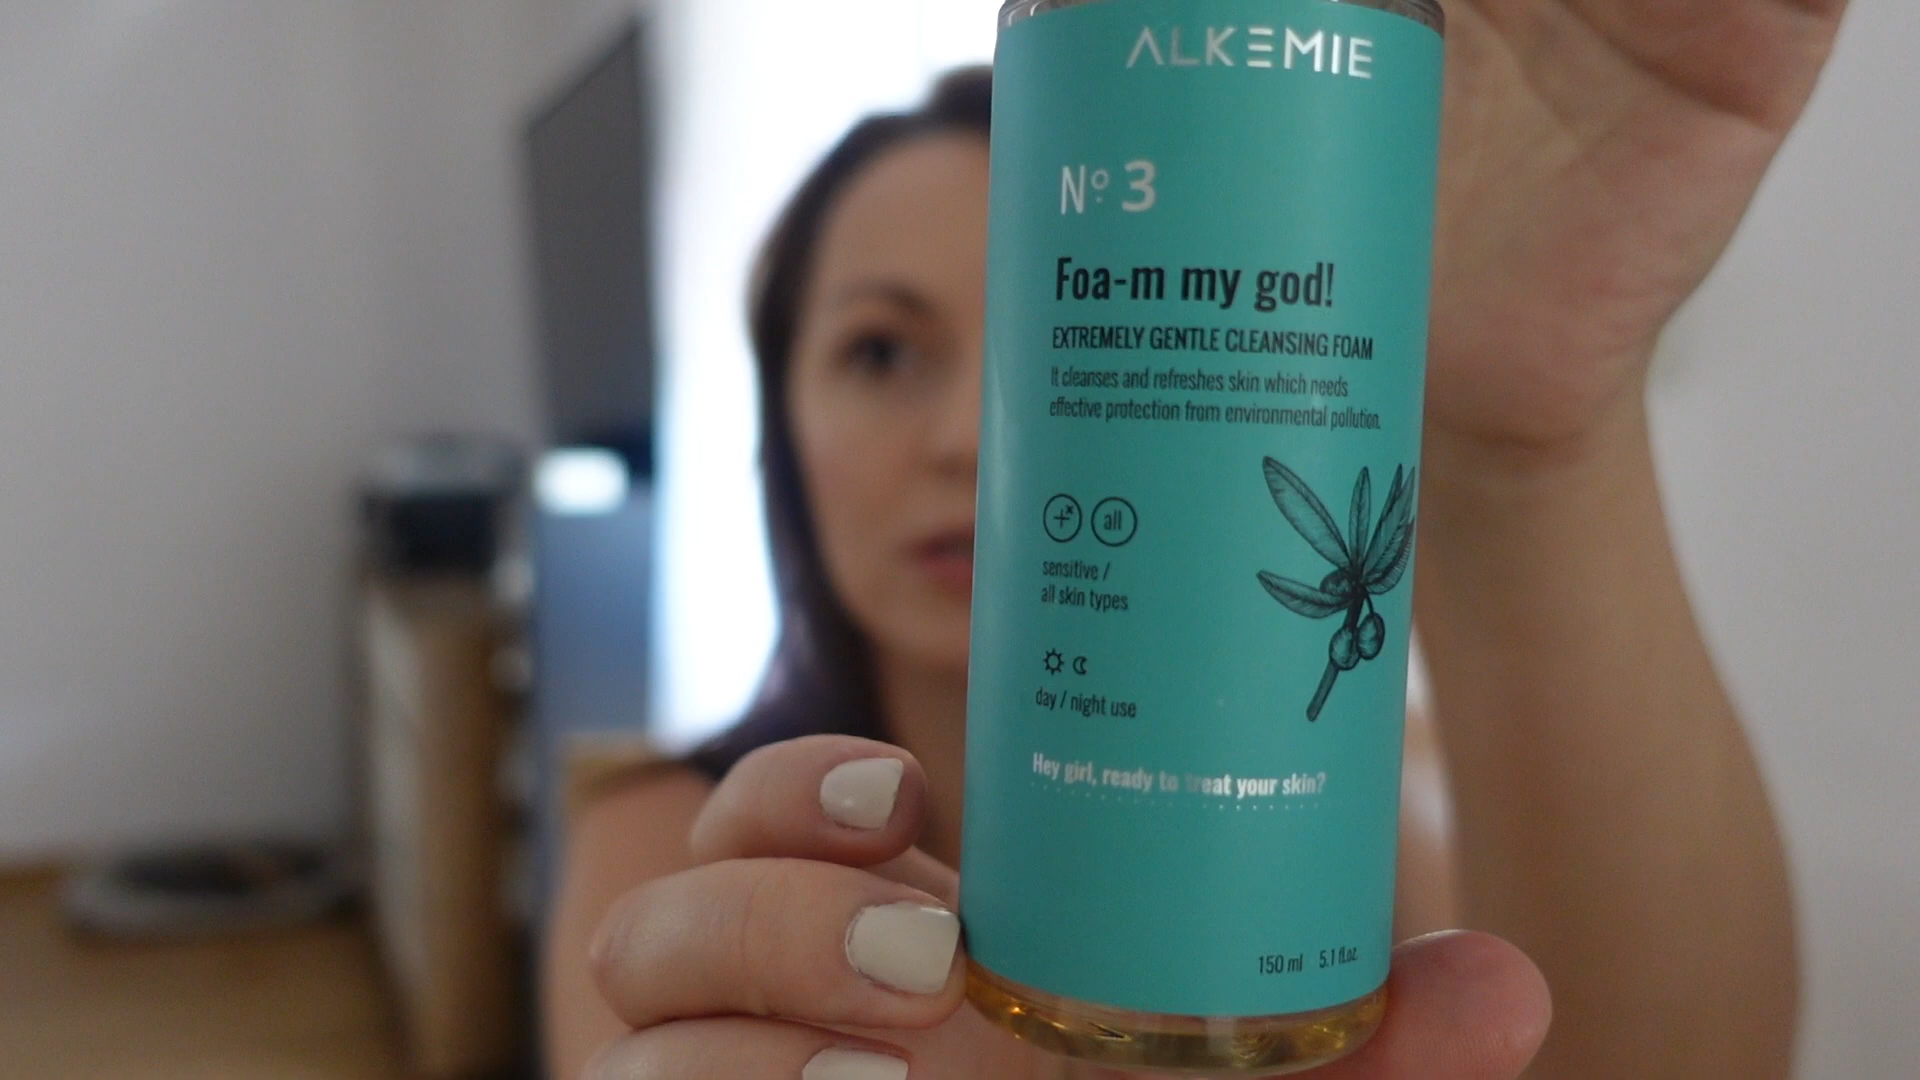 ALKEMIE
Nº 3
Foa-m my god!
EXTREMELY GENTLE CLEANSING FOAM
It cleanses and refreshes skin which needs
effective protection from environmental pollution.
all
sensitive /
all skin types
day / night use
Hey girl, ready to treat your skin?
150 ml 5.1 fl.oz.